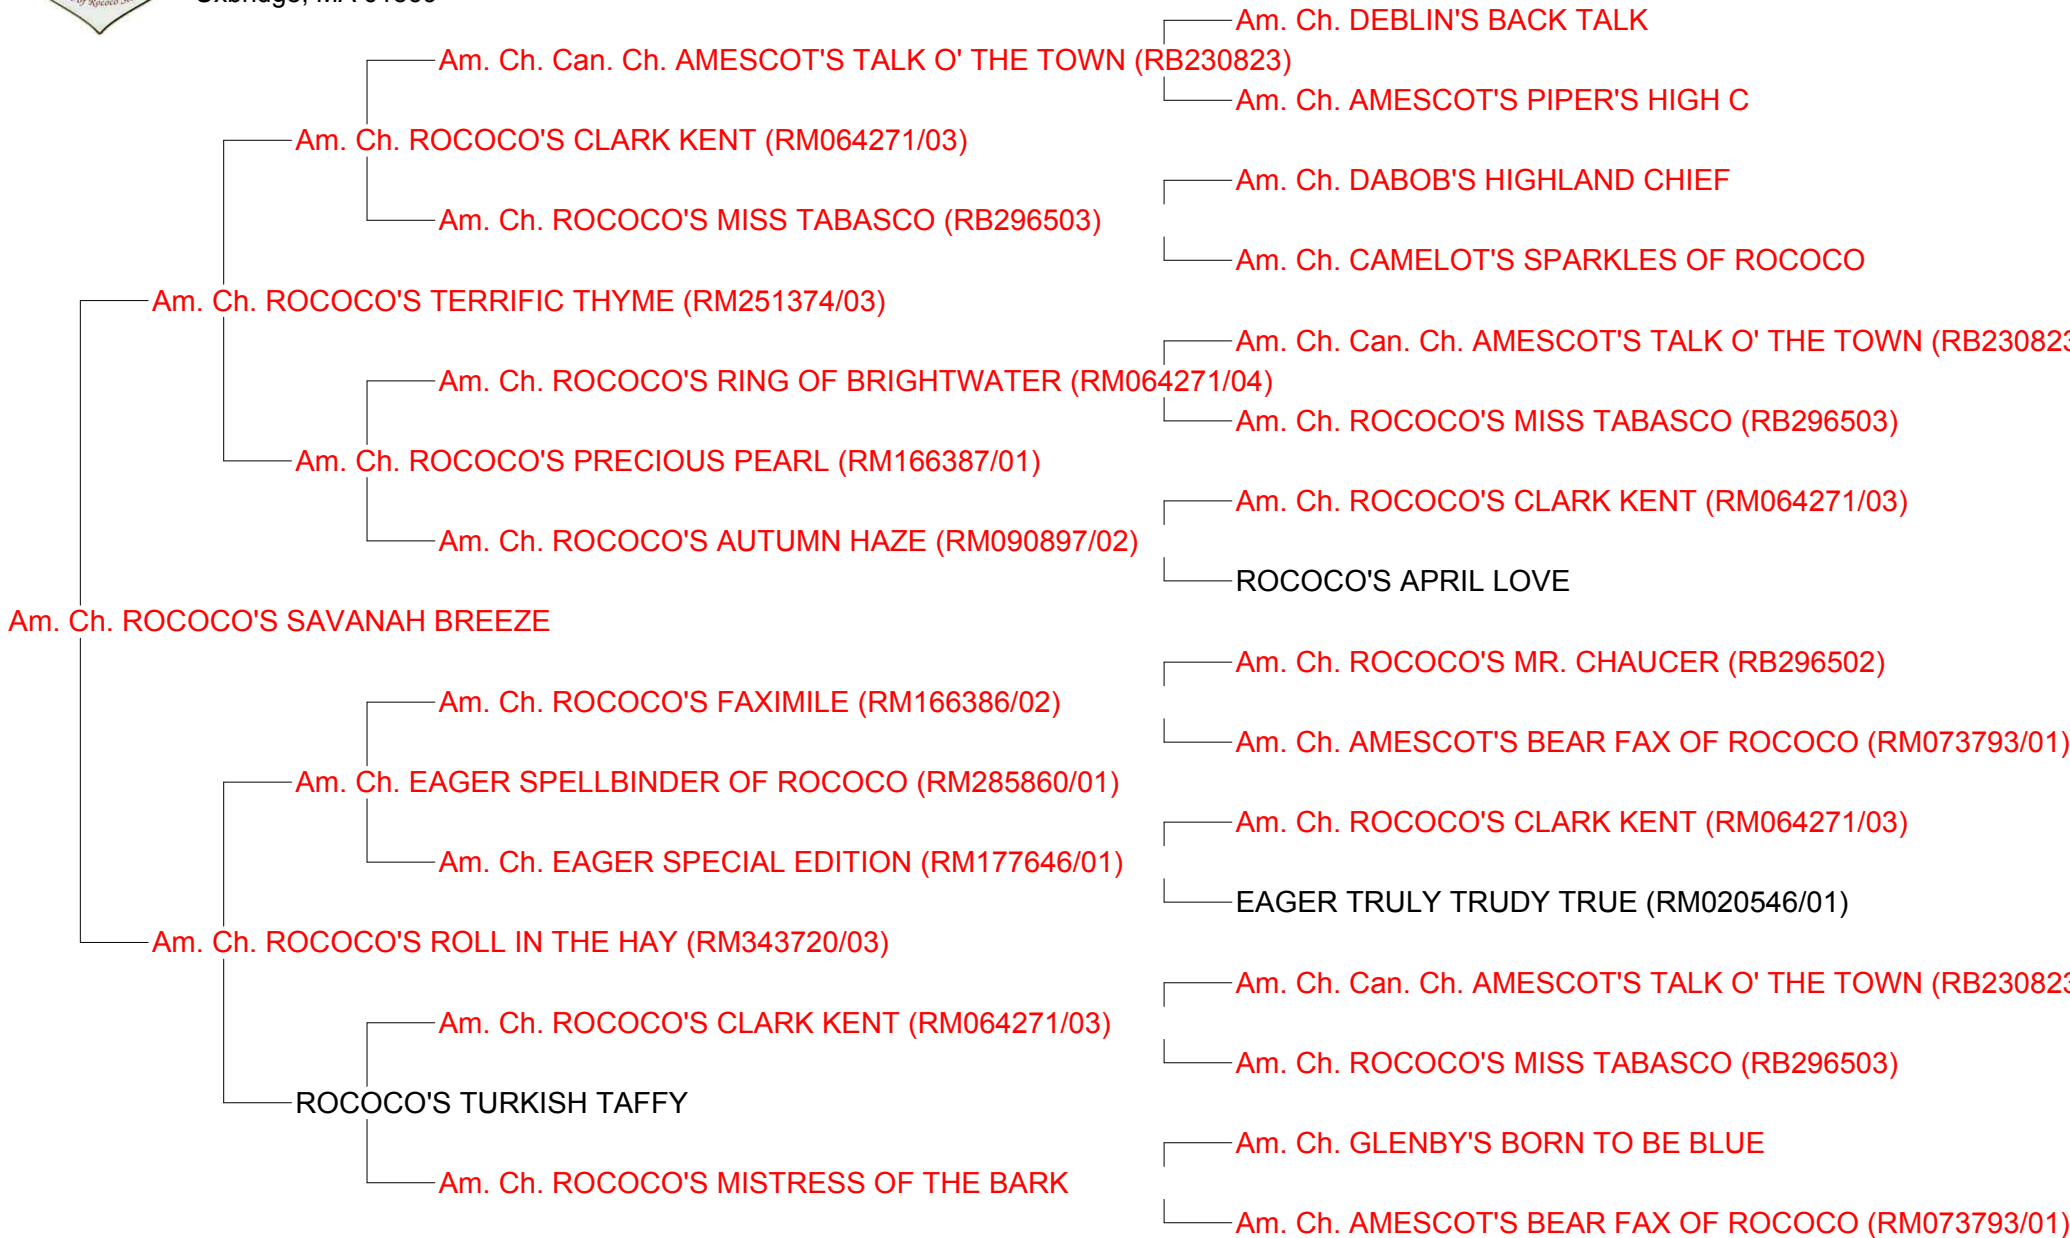 of Rococo
Uxbridge, MA 01569
Am. Ch. DEBLIN'S BACK TALK
Am. Ch. Can. Ch. AMESCOT'S TALK O' THE TOWN (RB230823)
Am. Ch. AMESCOT'S PIPER'S HIGH C
Am. Ch. ROCOCO'S CLARK KENT (RM064271/03)
Am. Ch. DABOB'S HIGHLAND CHIEF
Am. Ch. ROCOCO'S MISS TABASCO (RB296503)
Am. Ch. CAMELOT'S SPARKLES OF ROCOCO
Am. Ch. ROCOCO'S TERRIFIC THYME (RM251374/03)
Am. Ch. Can. Ch. AMESCOT'S TALK O' THE TOWN (RB230823
Am. Ch. ROCOCO'S RING OF BRIGHTWATER (RM064271/04)
Am. Ch. ROCOCO'S MISS TABASCO (RB296503)
Am. Ch. ROCOCO'S PRECIOUS PEARL (RM166387/01)
Am. Ch. ROCOCO'S CLARK KENT (RM064271/03)
Am. Ch. ROCOCO'S AUTUMN HAZE (RM090897/02)
ROCOCO'S APRIL LOVE
Am. Ch. ROCOCO'S SAVANAH BREEZE
Am. Ch. ROCOCO'S MR. CHAUCER (RB296502)
Am. Ch. ROCOCO'S FAXIMILE (RM166386/02)
Am. Ch. AMESCOT'S BEAR FAX OF ROCOCO (RM073793/01)
Am. Ch. EAGER SPELLBINDER OF ROCOCO (RM285860/01)
Am. Ch. ROCOCO'S CLARK KENT (RM064271/03)
Am. Ch. EAGER SPECIAL EDITION (RM177646/01)
EAGER TRULY TRUDY TRUE (RM020546/01)
Am. Ch. ROCOCO'S ROLL IN THE HAY (RM343720/03)
Am. Ch. Can. Ch. AMESCOT'S TALK O' THE TOWN (RB230823
Am. Ch. ROCOCO'S CLARK KENT (RM064271/03)
Am. Ch. ROCOCO'S MISS TABASCO (RB296503)
ROCOCO'S TURKISH TAFFY
Am. Ch. GLENBY'S BORN TO BE BLUE
Am. Ch. ROCOCO'S MISTRESS OF THE BARK
Am. Ch. AMESCOT'S BEAR FAX OF ROCOCO (RM073793/01)